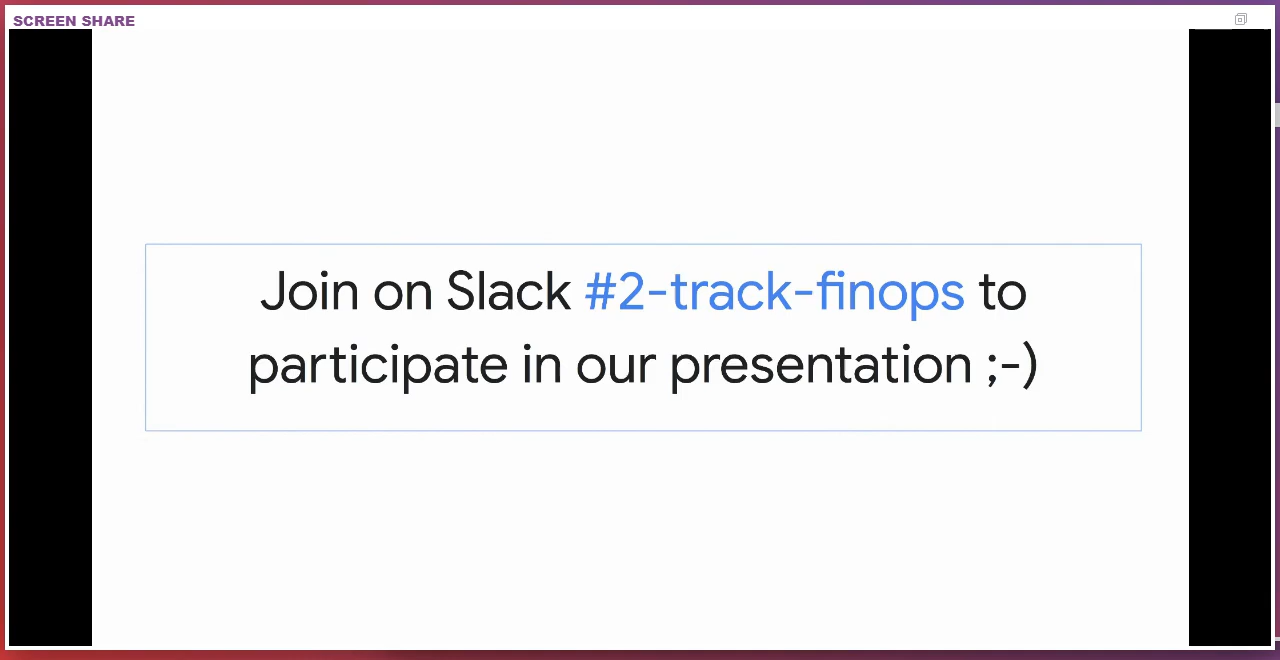 SCREEN SHARE
Join on Slack #2-track-finops to
participate in our presentation ;-)